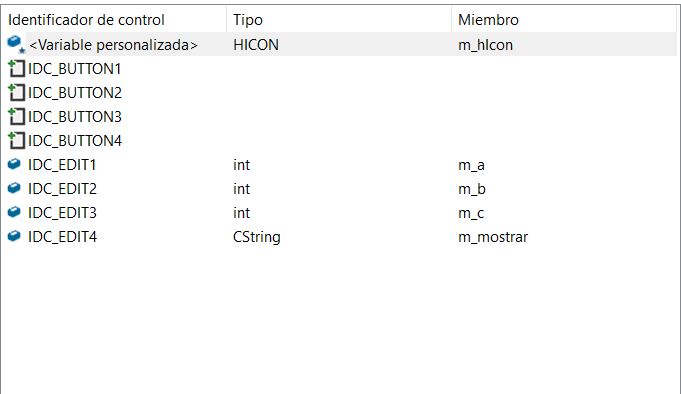 Identificador de control Tipo Miembro
<Variable personalizada> HICON m_hIcon
IDC_BUTTON1
IDC_BUTTON2
IDC_BUTTON3
IDC_BUTTON4
IDC_EDIT1 int m_a
IDC_EDIT2 int m_b
IDC_EDIT3 int m_c
IDC_EDIT4 CString m_mostrar